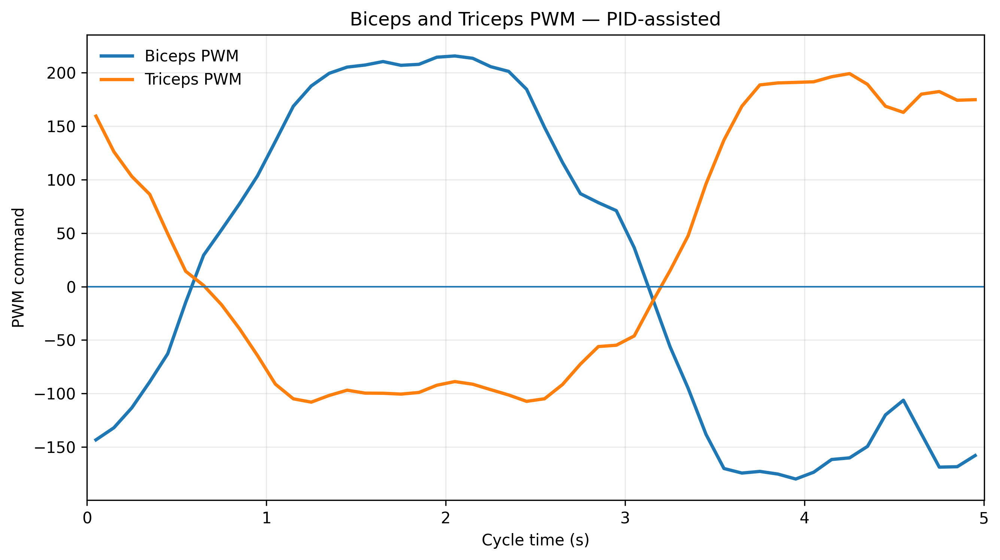 Biceps and Triceps PWM — PID-assisted
Biceps PWM
Triceps PWM
200
150
100
50
0
−50
−100
−150
PWM command
0 1 2 3 4 5
Cycle time (s)